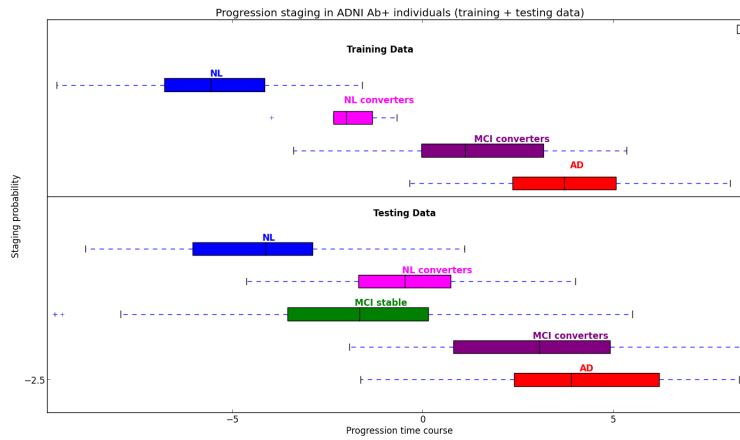 Progression staging in ADNI Ab+ individuals (training + testing data)
Training Data
NL
NL converters
MCI converters
AD
Testing Data
NL
NL converters
MCI stable
MCI converters
AD
Staging probability
−2.5
−5
0
5
Progression time course